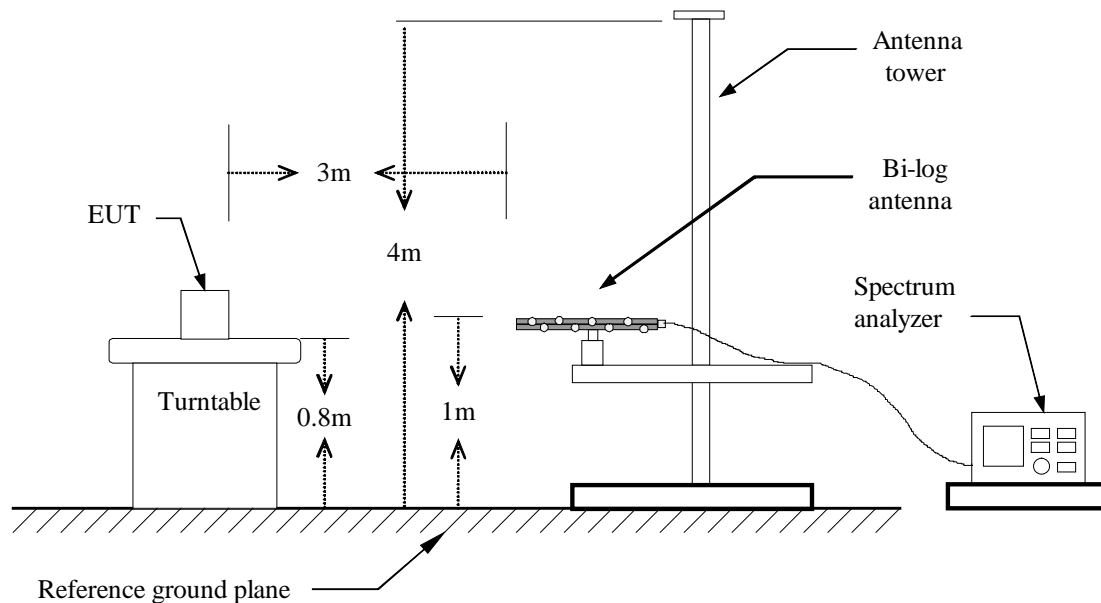 Antenna
tower
3m
Bi-log
antenna
EUT
4m
Spectrum
analyzer
Turntable
0.8m
1m
Reference ground plane